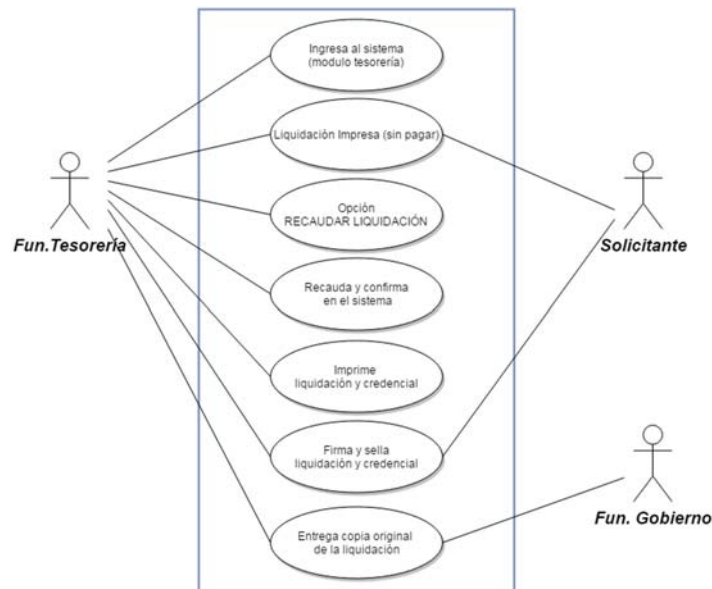 Ingresa al sistema
(modulo tesorería)
Liquidación Impresa (sin pagar)
Opción
RECAUDAR LIQUIDACIÓN
Fun.Tesorería
Solicitante
Recauda y confirma
en el sistema
Imprime
liquidación y credencial
Firma y sella
liquidación y credencial
Fun. Gobierno
Entrega copia original
de la liquidación